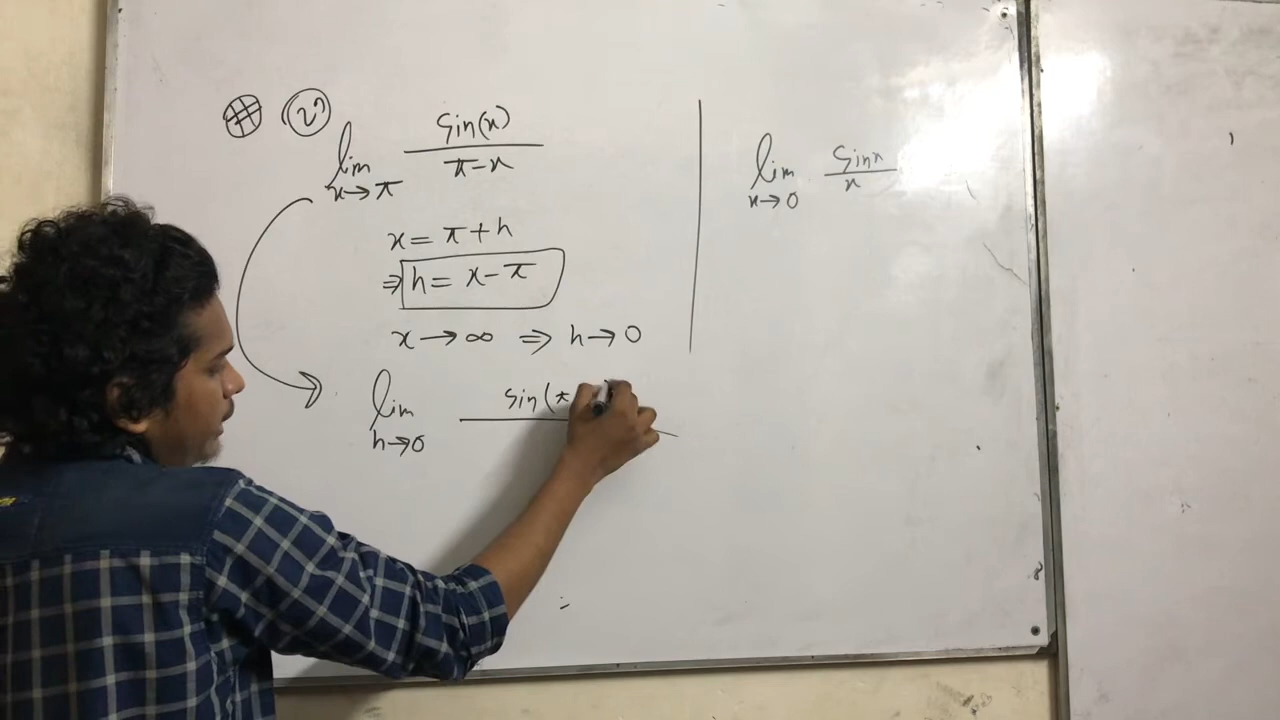 lim x→π sin(x) / π-x
x = π + h
⇒ h = x - π
x → ∞ ⇒ h → 0
lim h→0 sin(π
lim x→0 sinx / x